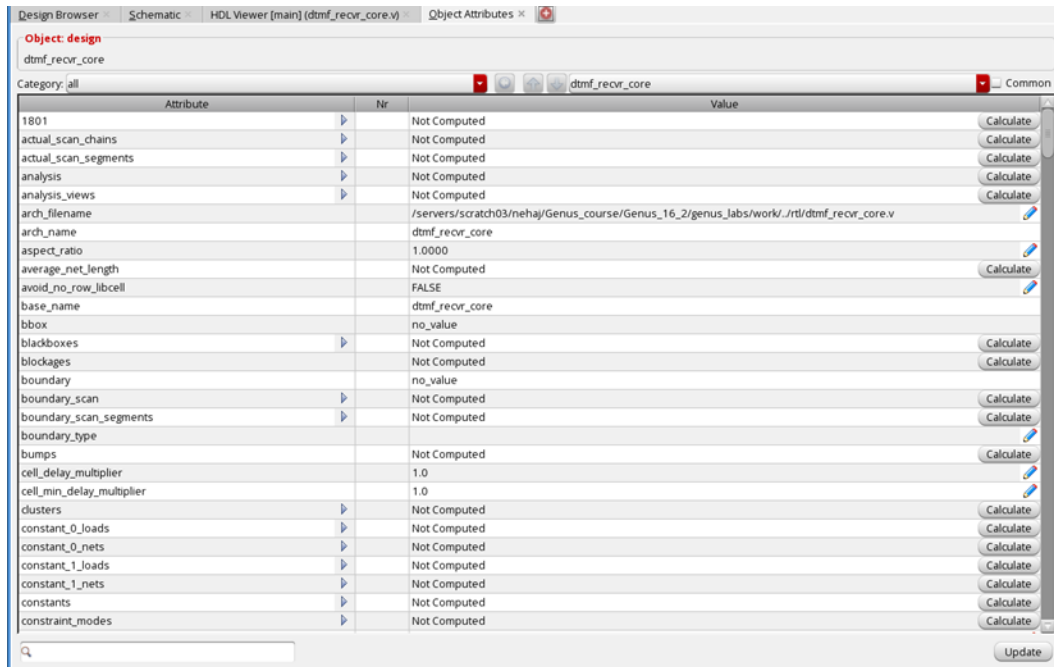 Design Browser Schematic HDL Viewer [main] (dtmf_recvr_core.v) Object Attributes
Object: design
dtmf_recvr_core
Category: all dtmf_recvr_core Common
Attribute Nr Value
1801 Not Computed Calculate
actual_scan_chains Not Computed Calculate
actual_scan_segments Not Computed Calculate
analysis Not Computed Calculate
analysis_views Not Computed Calculate
arch_filename /servers/scratch03/nehaj/Genus_course/Genus_16_2/genus_labs/work/../rtl/dtmf_recvr_core.v
arch_name dtmf_recvr_core
aspect_ratio 1.0000
average_net_length Not Computed Calculate
avoid_no_row_libcell FALSE
base_name dtmf_recvr_core
bbox no_value
blackboxes Not Computed Calculate
blockages Not Computed Calculate
boundary no_value
boundary_scan Not Computed Calculate
boundary_scan_segments Not Computed Calculate
boundary_type
bumps Not Computed Calculate
cell_delay_multiplier 1.0
cell_min_delay_multiplier 1.0
clusters Not Computed Calculate
constant_0_loads Not Computed Calculate
constant_0_nets Not Computed Calculate
constant_1_loads Not Computed Calculate
constant_1_nets Not Computed Calculate
constants Not Computed Calculate
constraint_modes Not Computed Calculate
Update